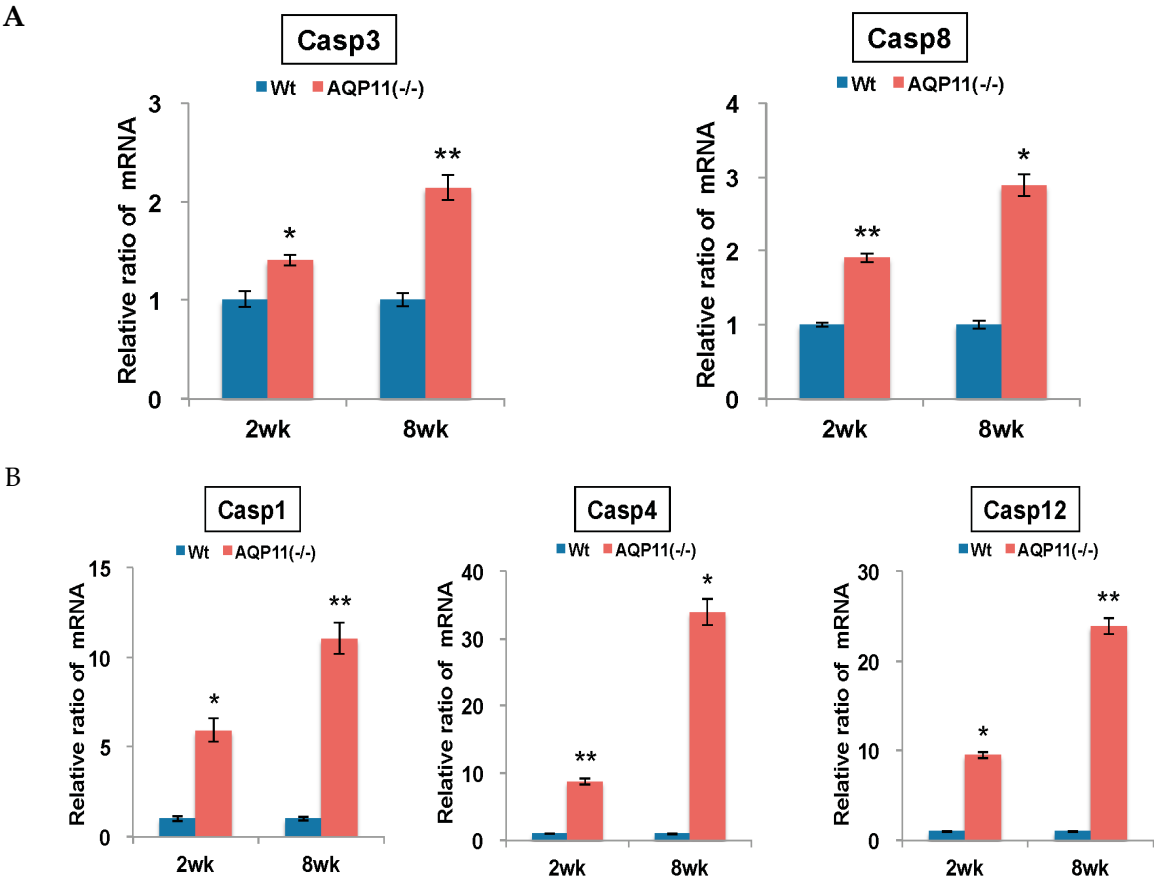 A
Casp3
Wt AQP11(-/-)
Relative ratio of mRNA
3
2
1
0
*
**
2wk 8wk
Casp8
Wt AQP11(-/-)
Relative ratio of mRNA
4
3
2
1
0
**
*
2wk 8wk
B
Casp1
Wt AQP11(-/-)
Relative ratio of mRNA
15
10
5
0
*
**
2wk 8wk
Casp4
Wt AQP11(-/-)
Relative ratio of mRNA
40
30
20
10
0
**
*
2wk 8wk
Casp12
Wt AQP11(-/-)
Relative ratio of mRNA
30
20
10
0
*
**
2wk 8wk